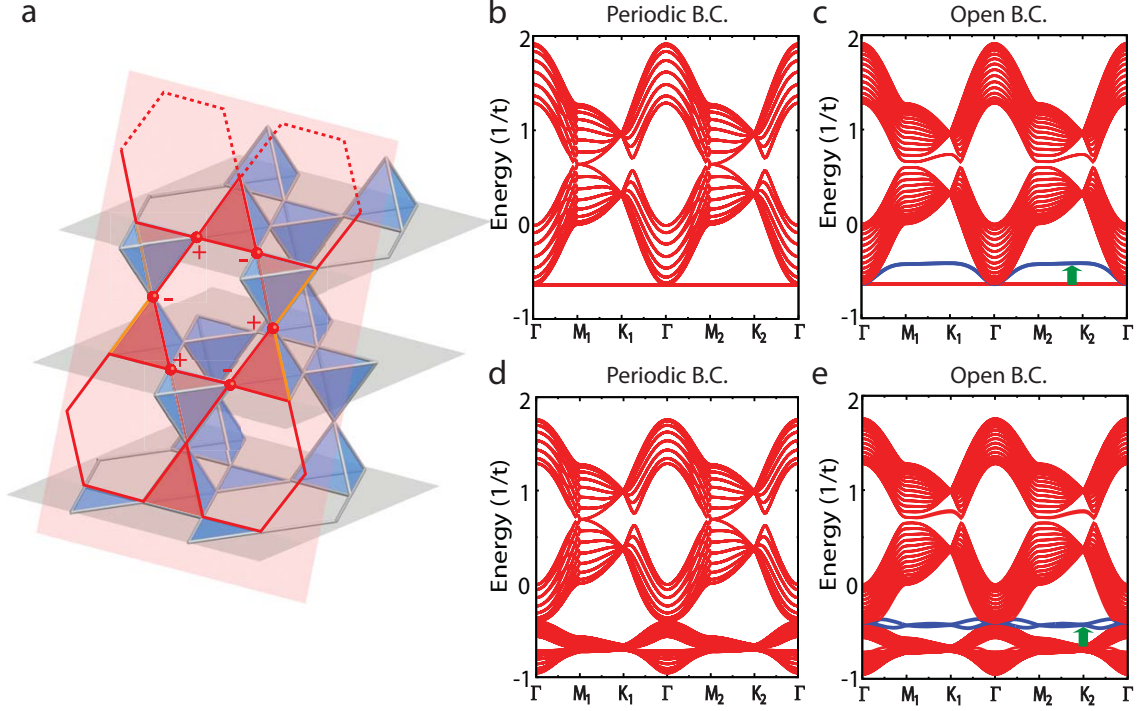 a
+
-
-
+
+
-
b
Periodic B.C.
Energy (1/t)
2
1
0
-1
Γ M₁ K₁ Γ M₂ K₂ Γ
c
Open B.C.
Energy (1/t)
2
1
0
-1
Γ M₁ K₁ Γ M₂ K₂ Γ
d
Periodic B.C.
Energy (1/t)
2
1
0
-1
Γ M₁ K₁ Γ M₂ K₂ Γ
e
Open B.C.
Energy (1/t)
2
1
0
-1
Γ M₁ K₁ Γ M₂ K₂ Γ